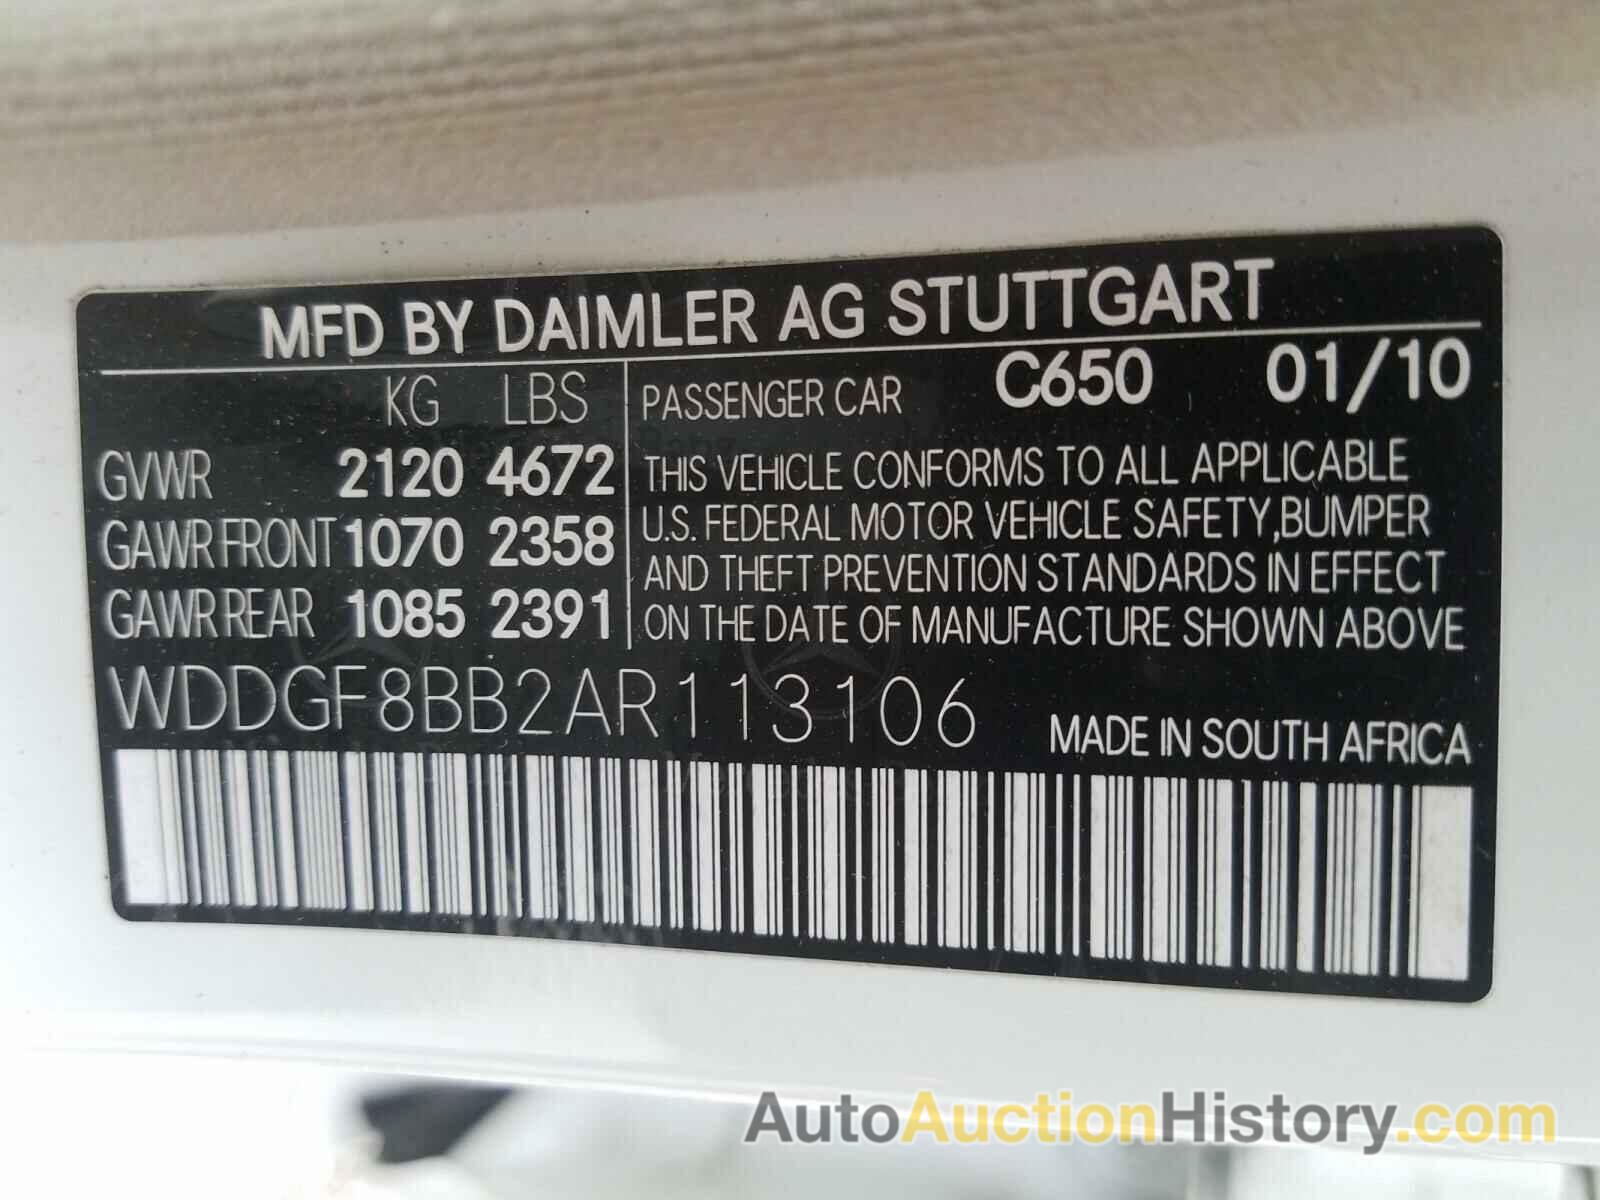 MFD BY DAIMLER AG STUTTGART
KG LBS
GVWR 2120 4672
GAWR FRONT 1070 2358
GAWR REAR 1085 2391
PASSENGER CAR C650 01/10
THIS VEHICLE CONFORMS TO ALL APPLICABLE
U.S. FEDERAL MOTOR VEHICLE SAFETY, BUMPER
AND THEFT PREVENTION STANDARDS IN EFFECT
ON THE DATE OF MANUFACTURE SHOWN ABOVE
WDDGF8BB2AR113106
MADE IN SOUTH AFRICA
AutoAuctionHistory.com